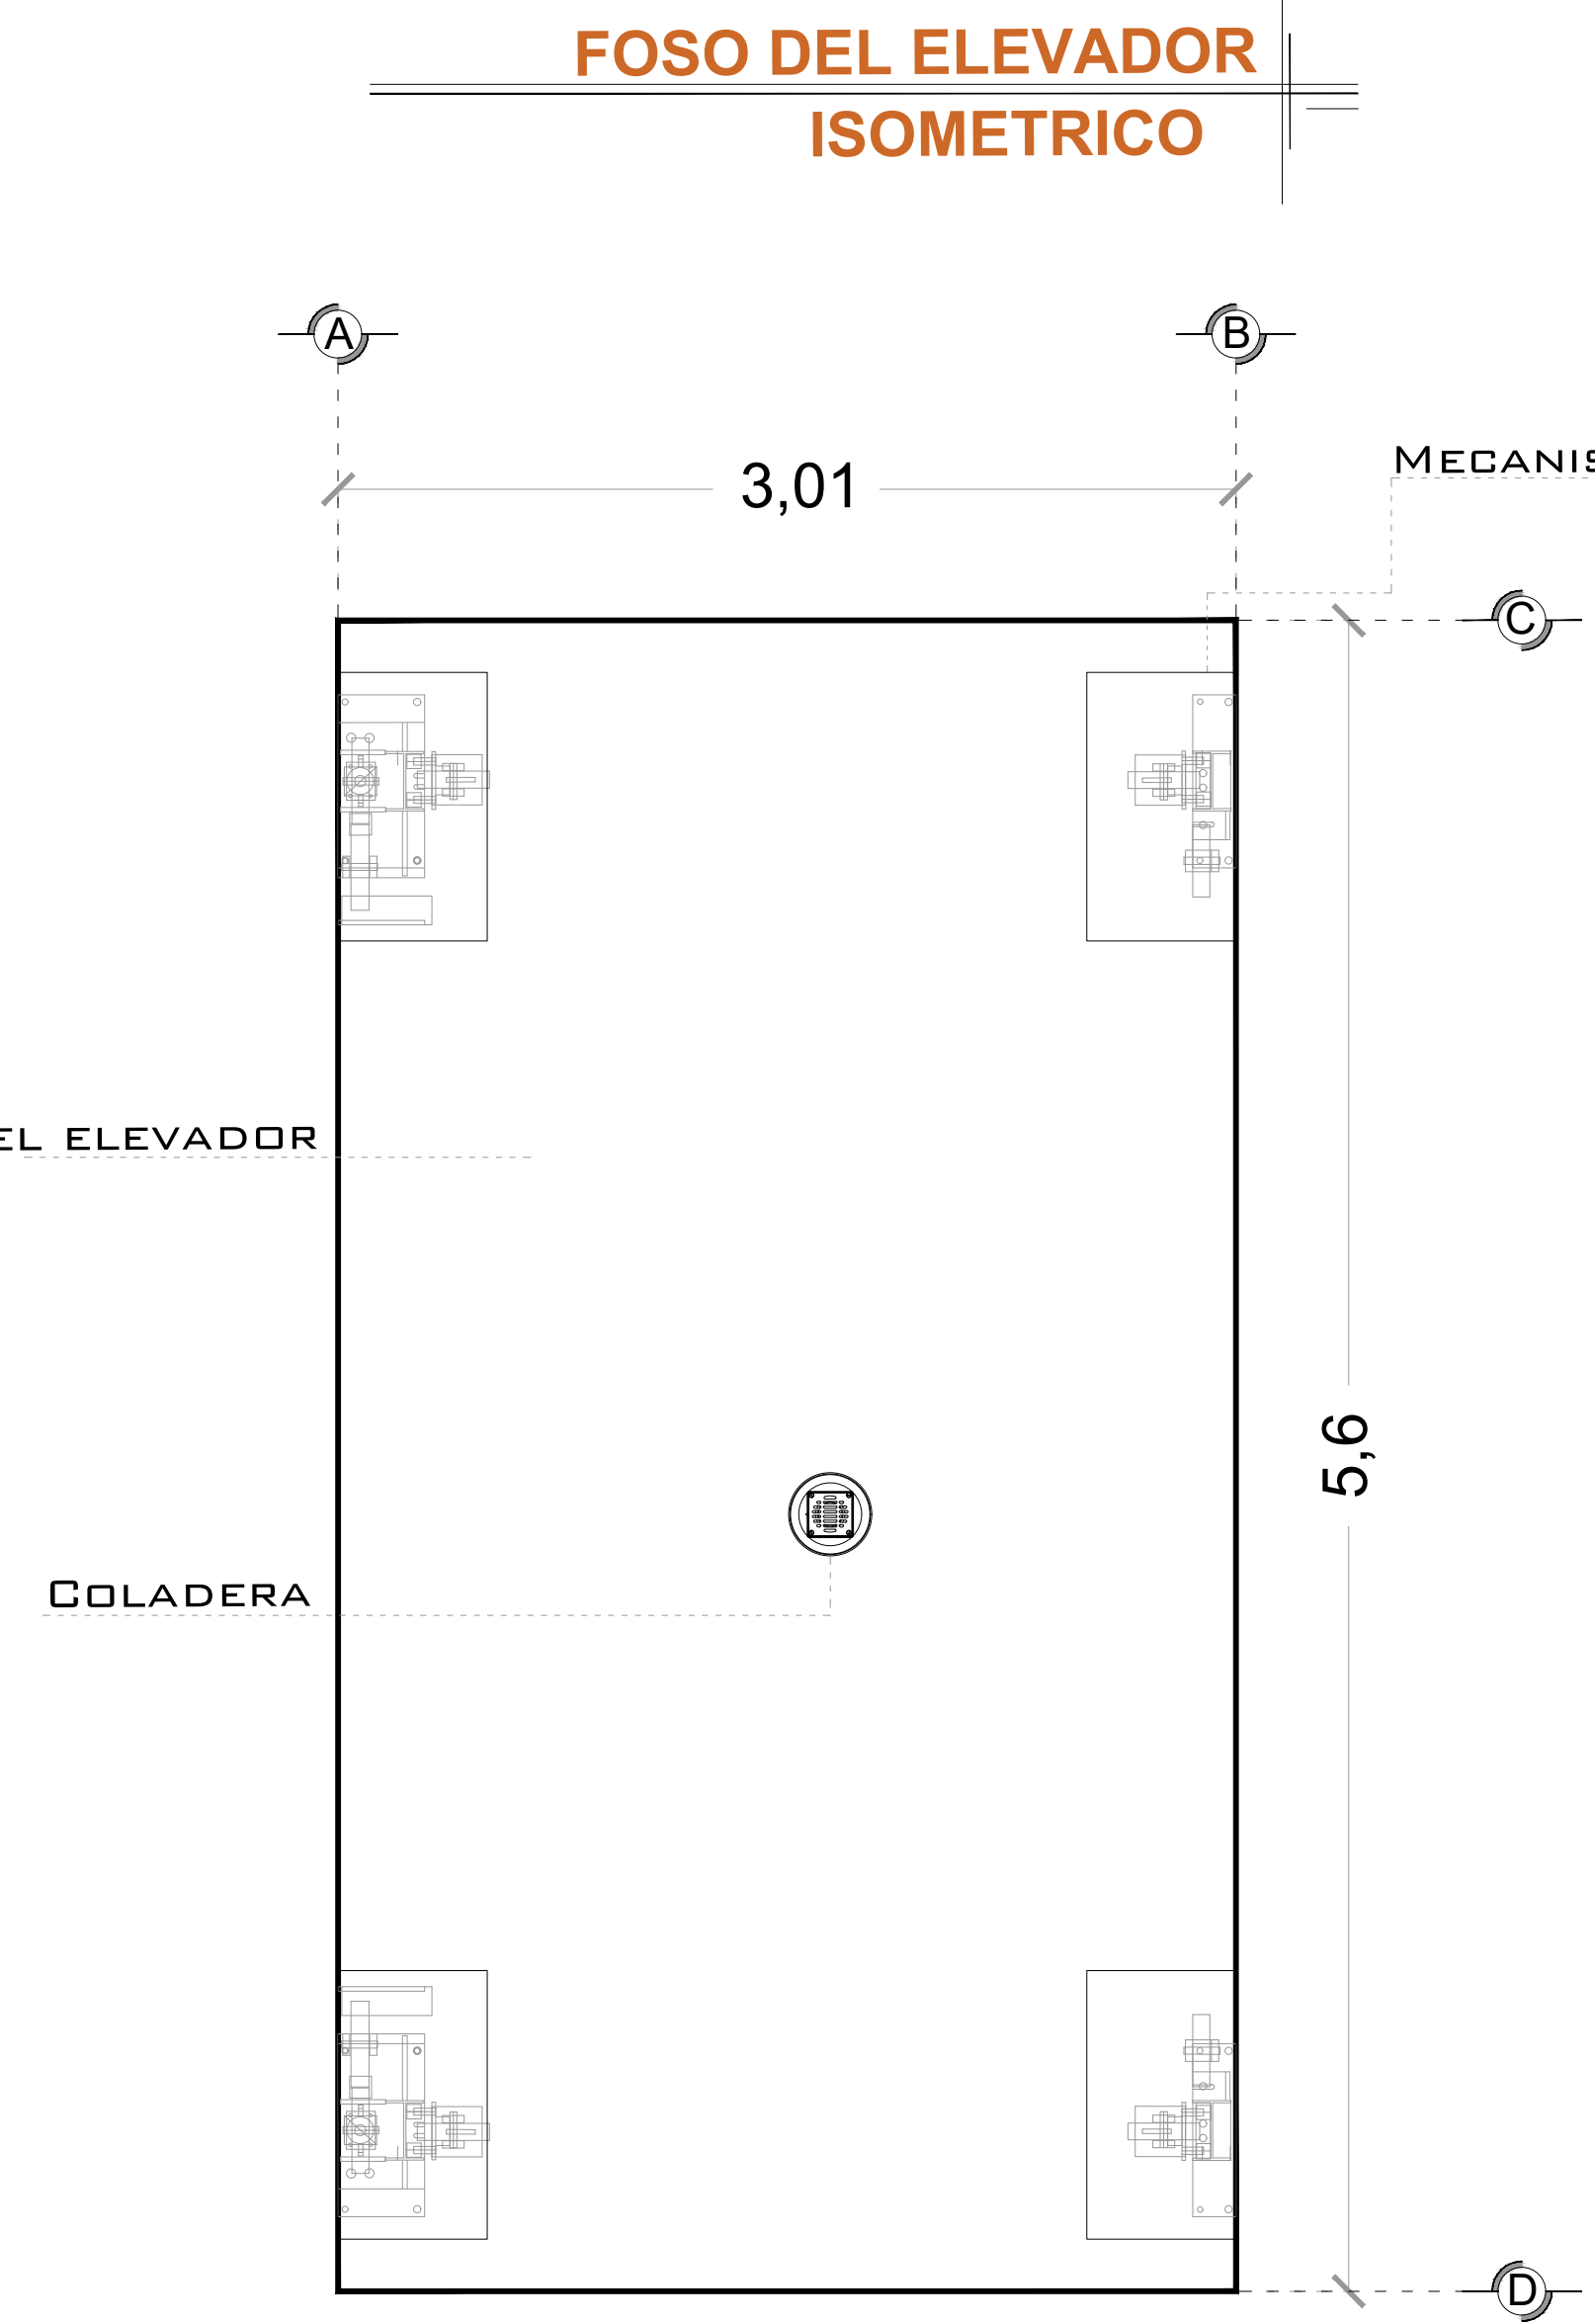 FOSO DEL ELEVADOR
ISOMETRICO
A
B
3,01
C
EL ELEVADOR
5,6
COLADERA
D